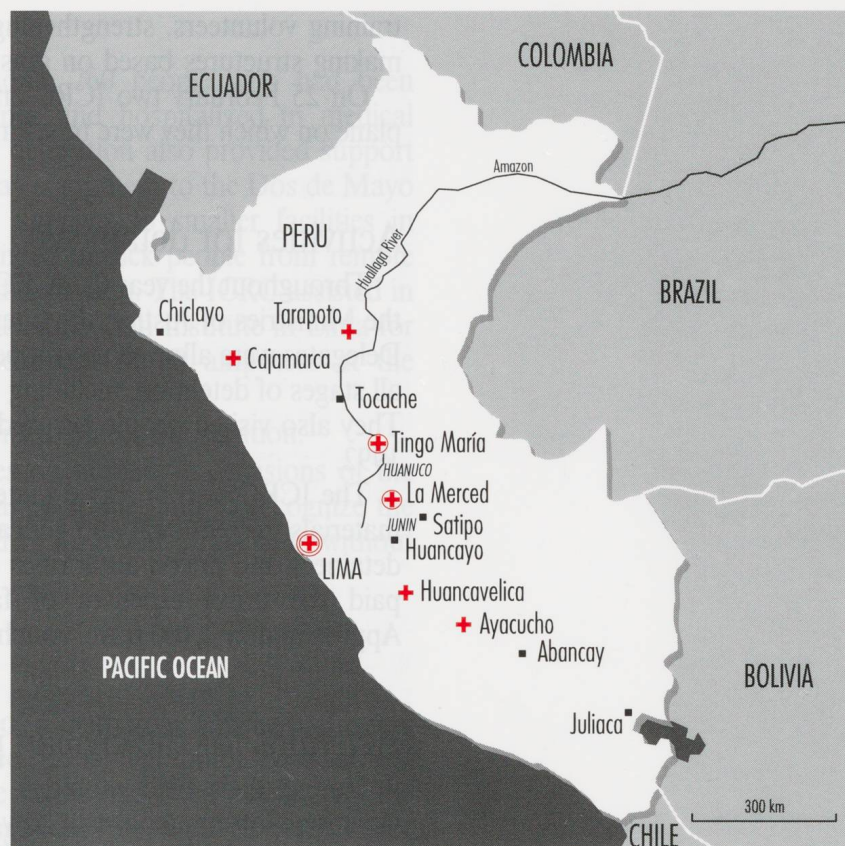 COLOMBIA
ECUADOR
Amazon
PERU
Huallaga River
BRAZIL
Chiclayo
Tarapoto
Cajamarca
Tocache
Tingo María
HUANUCO
La Merced
JUNIN
Satipo
Huancayo
LIMA
Huancavelica
Ayacucho
Abancay
PACIFIC OCEAN
BOLIVIA
Juliaca
300 km
CHILE